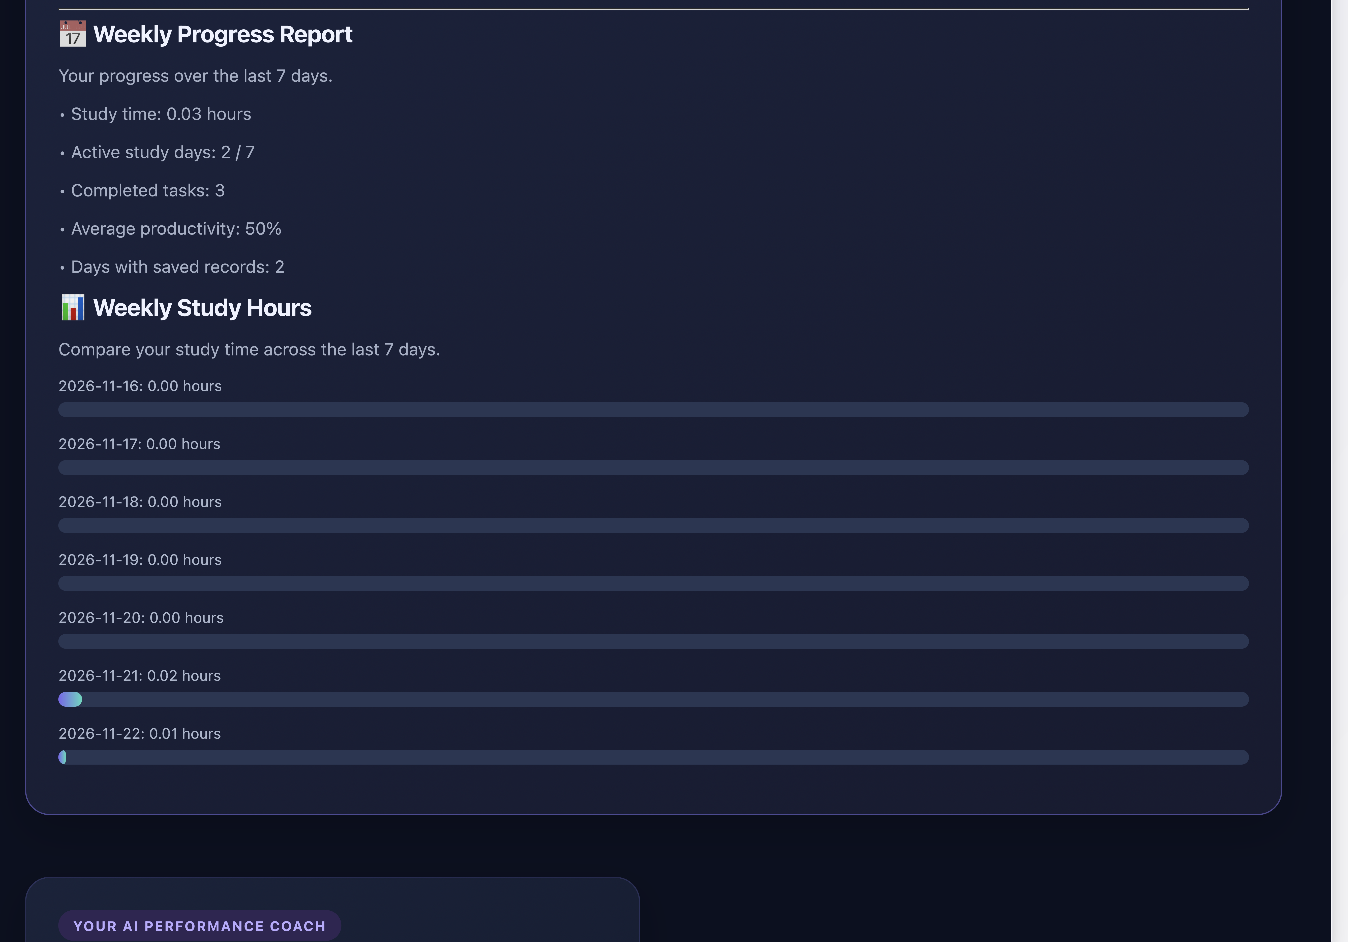 17 Weekly Progress Report
Your progress over the last 7 days.
• Study time: 0.03 hours
• Active study days: 2 / 7
• Completed tasks: 3
• Average productivity: 50%
• Days with saved records: 2
Weekly Study Hours
Compare your study time across the last 7 days.
2026-11-16: 0.00 hours
2026-11-17: 0.00 hours
2026-11-18: 0.00 hours
2026-11-19: 0.00 hours
2026-11-20: 0.00 hours
2026-11-21: 0.02 hours
2026-11-22: 0.01 hours
YOUR AI PERFORMANCE COACH